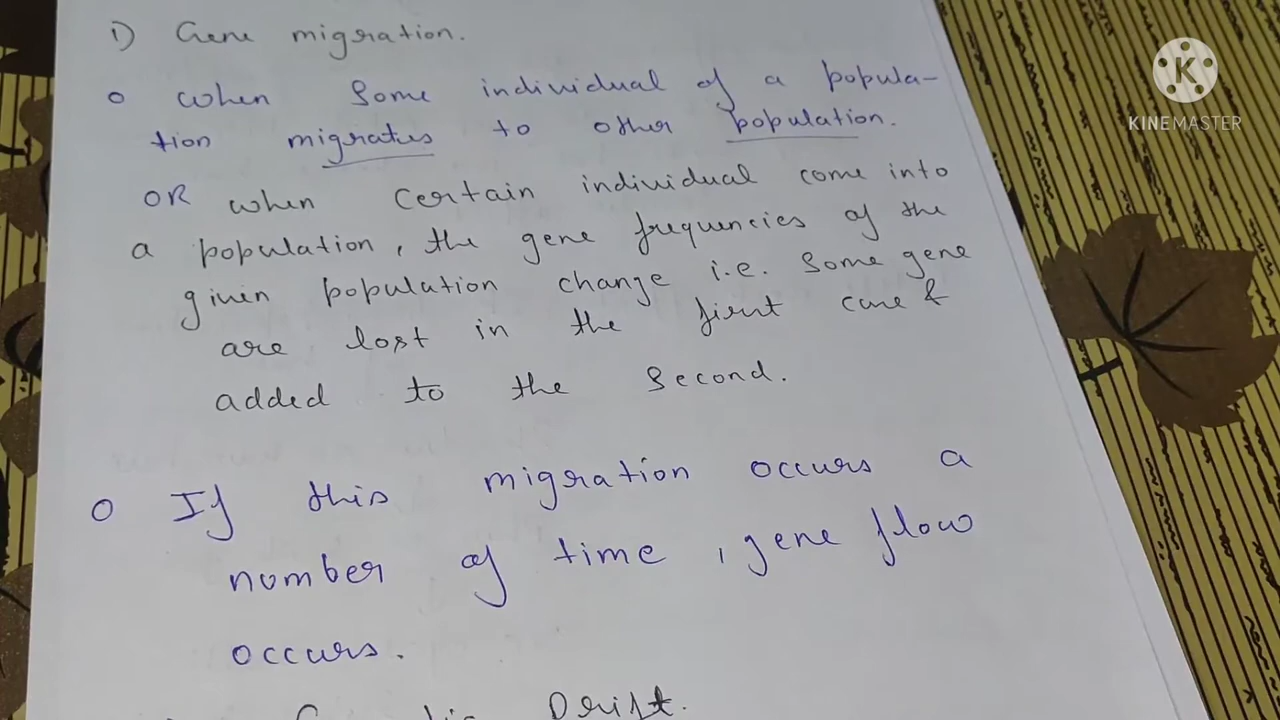 1) Gene migration.
o When some individual of a popula-
tion migrates to other population.
OR when certain individual come into
a population, the gene frequencies of the
given population change i.e. some gene
are lost in the first case &
added to the second.
o If this migration occurs a
number of time, gene flow
occurs.
Genetic Drift.
KINEMASTER